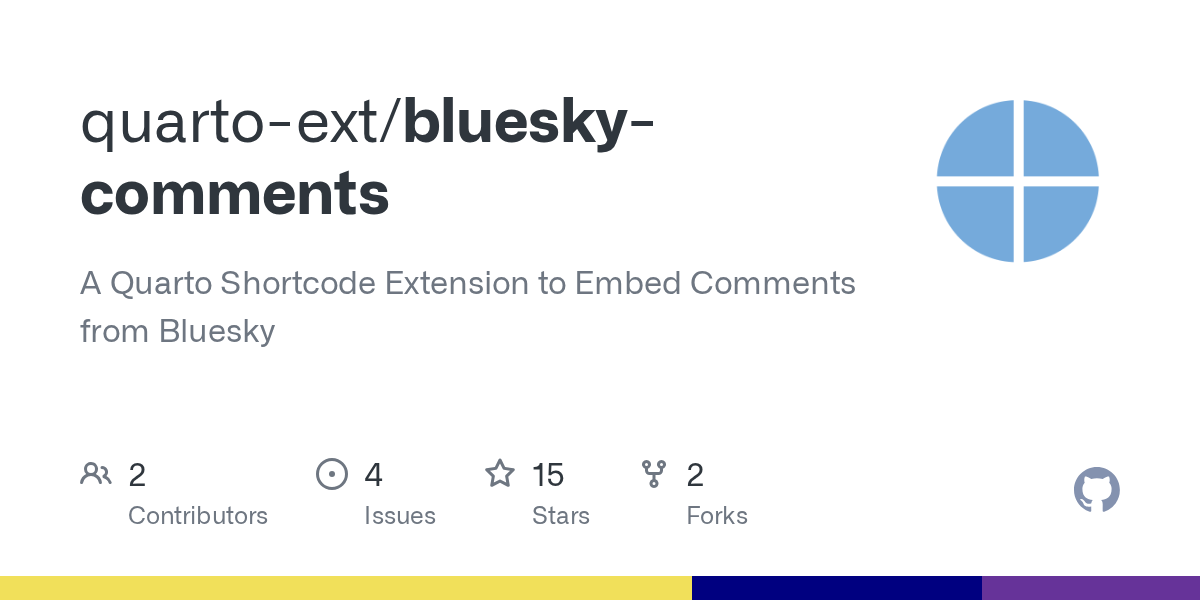 quarto-ext/bluesky-
comments
A Quarto Shortcode Extension to Embed Comments
from Bluesky
2 4 15 2
Contributors Issues Stars Forks